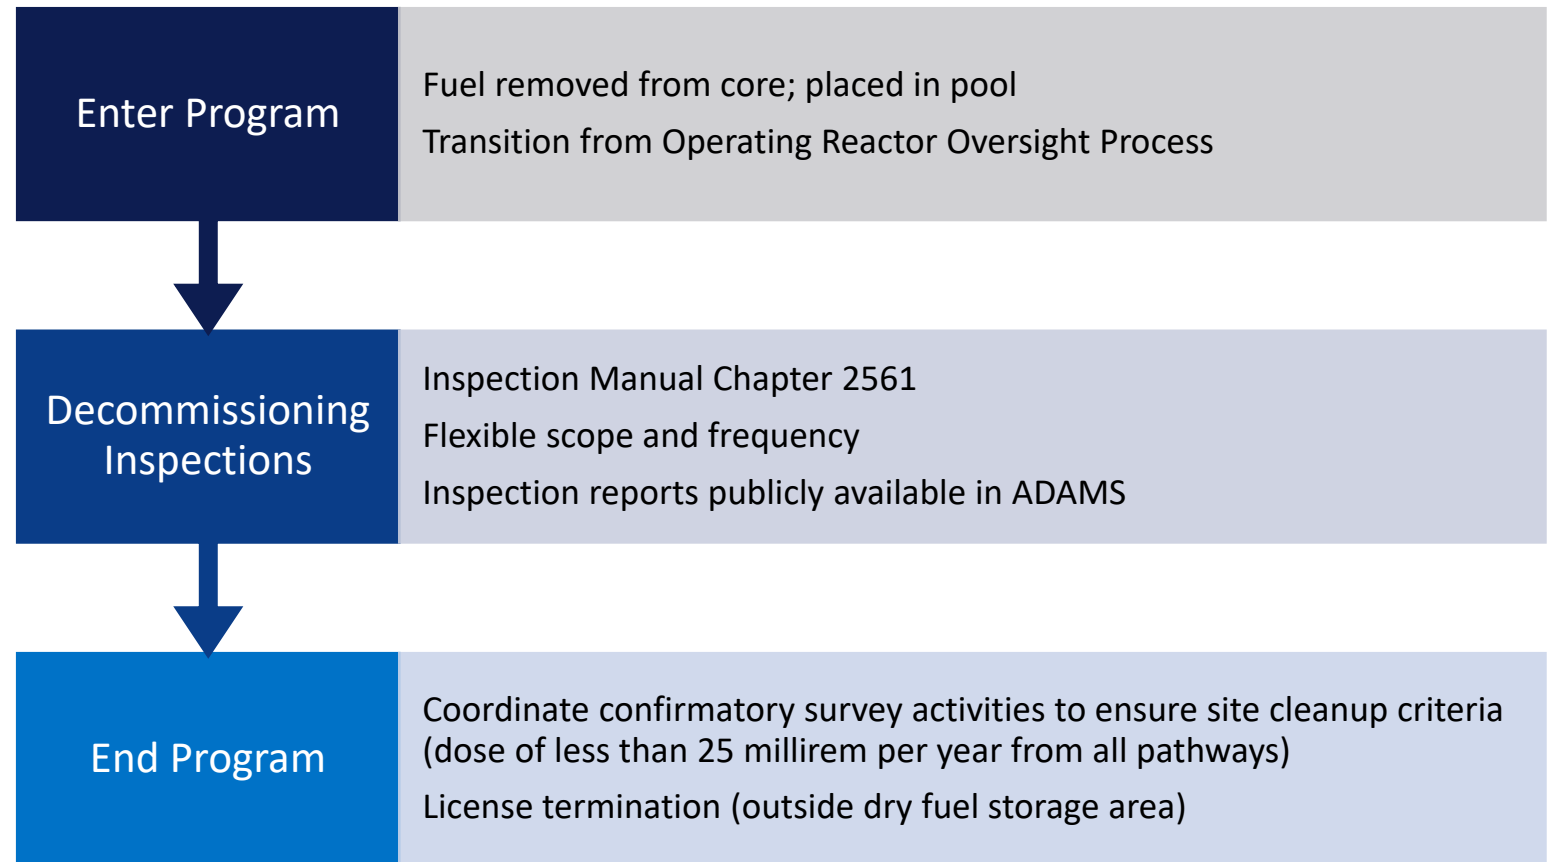 Enter Program
Fuel removed from core; placed in pool
Transition from Operating Reactor Oversight Process
Decommissioning
Inspections
Inspection Manual Chapter 2561
Flexible scope and frequency
Inspection reports publicly available in ADAMS
End Program
Coordinate confirmatory survey activities to ensure site cleanup criteria
(dose of less than 25 millirem per year from all pathways)
License termination (outside dry fuel storage area)